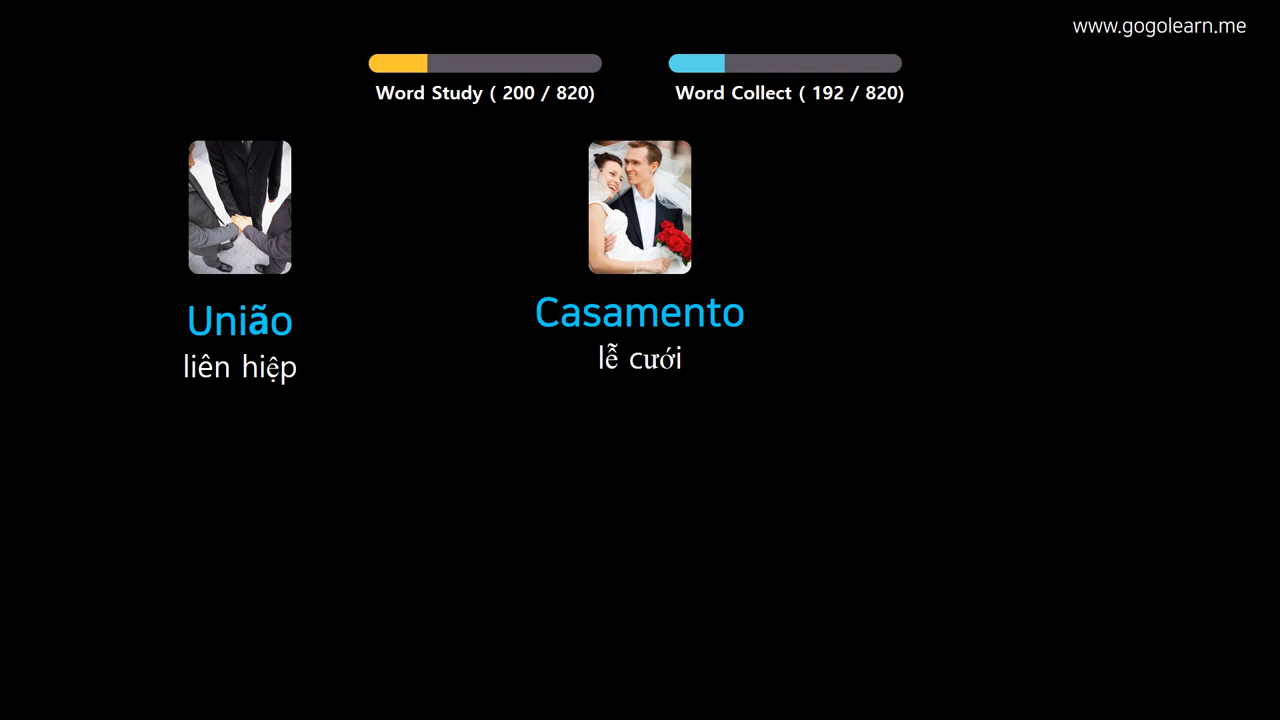 www.gogolearn.me
Word Study ( 200 / 820)
Word Collect ( 192 / 820)
União
liên hiệp
Casamento
lễ cưới